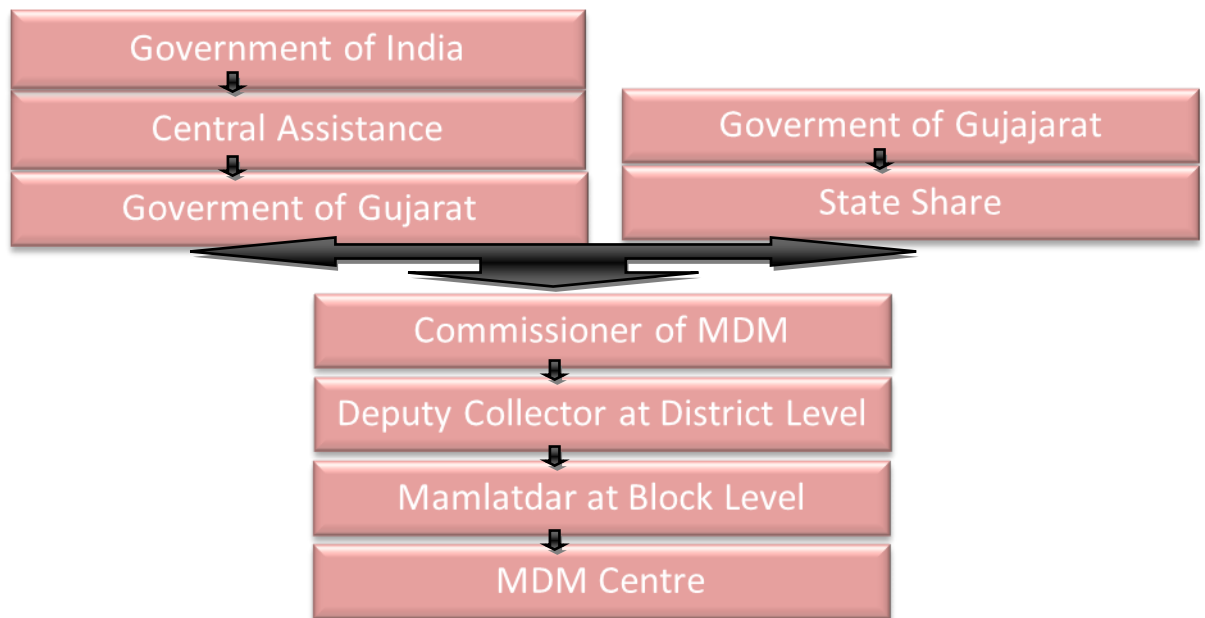 Government of India
Central Assistance
Goverment of Gujarat
Goverment of Gujajarat
State Share
Commissioner of MDM
Deputy Collector at District Level
Mamlatdar at Block Level
MDM Centre